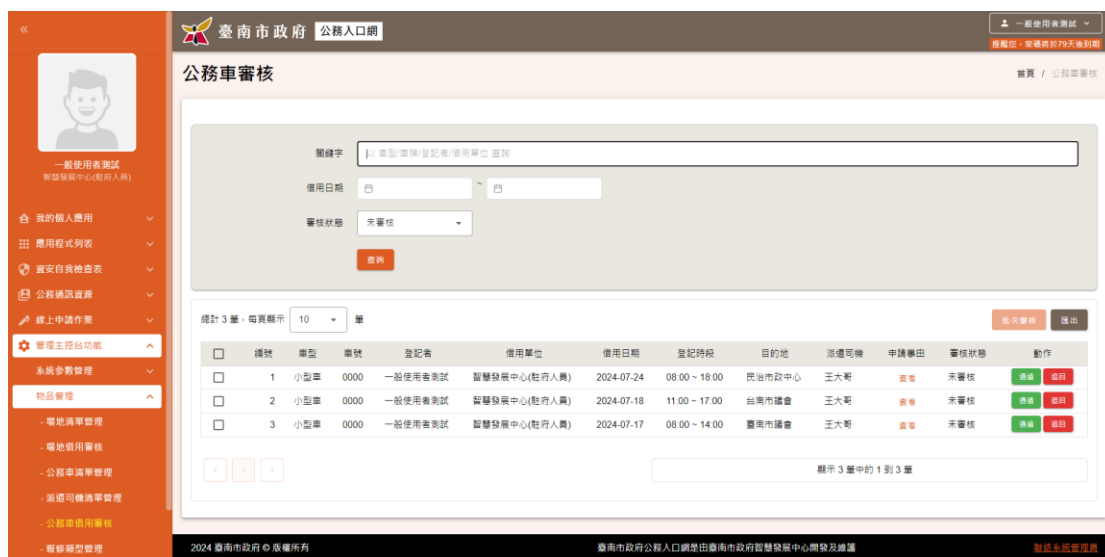 «
臺南市政府 公務入口網
一般使用者測試
提醒您，密碼將於79天後到期
一般使用者測試
智慧發展中心(駐府人員)
我的個人應用
應用程式列表
資安自我檢查表
公務通訊資源
線上申請作業
管理主控台功能
系統參數管理
物品管理
- 場地清單管理
- 場地借用審核
- 公務車清單管理
- 派遣司機清單管理
- 公務車借用審核
- 報修類型管理
公務車審核
首頁 / 公務車審核
關鍵字 以 車型/車牌/登記者/借用單位 查詢
借用日期 ~
審核狀態 未審核
查詢
總計 3 筆，每頁顯示 10 筆
批次審核 匯出
編號 車型 車號 登記者 借用單位 借用日期 登記時段 目的地 派遣司機 申請事由 審核狀態 動作
1 小型車 0000 一般使用者測試 智慧發展中心(駐府人員) 2024-07-24 08:00 ~ 18:00 民治市政中心 王大哥 查看 未審核 通過 退回
2 小型車 0000 一般使用者測試 智慧發展中心(駐府人員) 2024-07-18 11:00 ~ 17:00 台南市議會 王大哥 查看 未審核 通過 退回
3 小型車 0000 一般使用者測試 智慧發展中心(駐府人員) 2024-07-17 08:00 ~ 14:00 臺南市議會 王大哥 查看 未審核 通過 退回
‹ 1 ›
顯示 3 筆中的 1 到 3 筆
2024 臺南市政府 © 版權所有
臺南市政府公務入口網是由臺南市政府智慧發展中心開發及維護
聯絡系統管理員